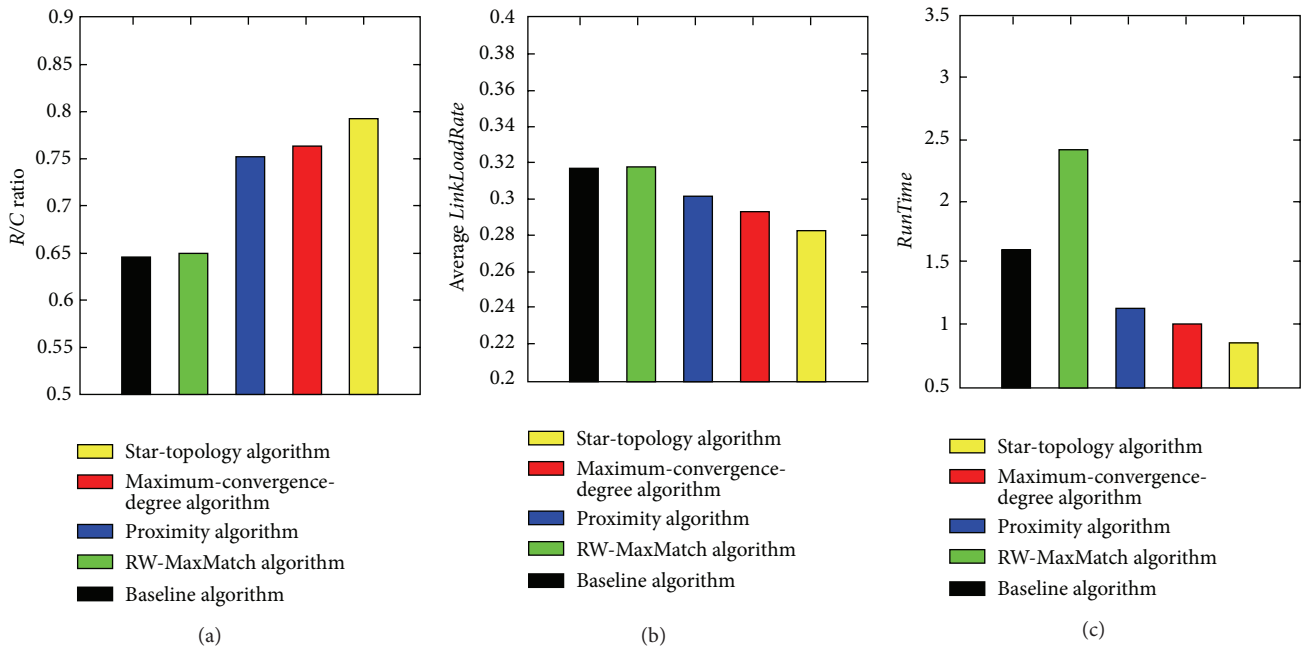 0.9
0.85
0.8
0.75
0.7
0.65
0.6
0.55
0.5
R/C ratio
Star-topology algorithm
Maximum-convergence-
degree algorithm
Proximity algorithm
RW-MaxMatch algorithm
Baseline algorithm
(a)
0.4
0.38
0.36
0.34
0.32
0.3
0.28
0.26
0.24
0.22
0.2
Average LinkLoadRate
Star-topology algorithm
Maximum-convergence-
degree algorithm
Proximity algorithm
RW-MaxMatch algorithm
Baseline algorithm
(b)
3.5
3
2.5
2
1.5
1
0.5
RunTime
Star-topology algorithm
Maximum-convergence-
degree algorithm
Proximity algorithm
RW-MaxMatch algorithm
Baseline algorithm
(c)